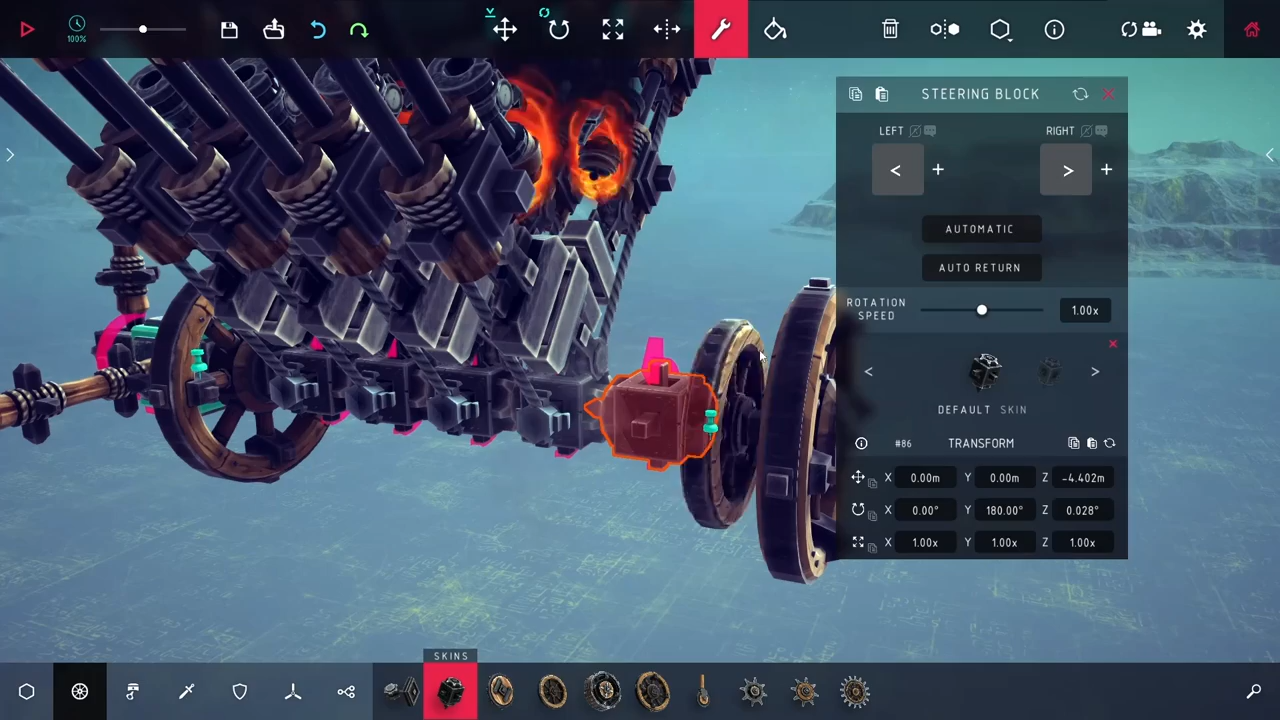 100%
STEERING BLOCK
LEFT
RIGHT
<
+
>
+
AUTOMATIC
AUTO RETURN
ROTATION
SPEED
1.00x
<
>
DEFAULT SKIN
#86
TRANSFORM
X 0.00m Y 0.00m Z -4.402m
X 0.00° Y 180.00° Z 0.028°
X 1.00x Y 1.00x Z 1.00x
SKINS